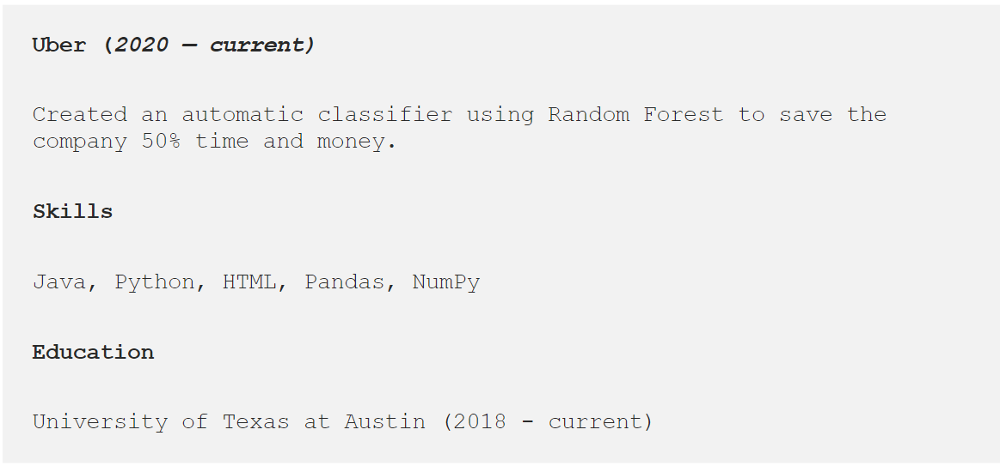 Uber (2020 – current)
Created an automatic classifier using Random Forest to save the
company 50% time and money.
Skills
Java, Python, HTML, Pandas, NumPy
Education
University of Texas at Austin (2018 - current)